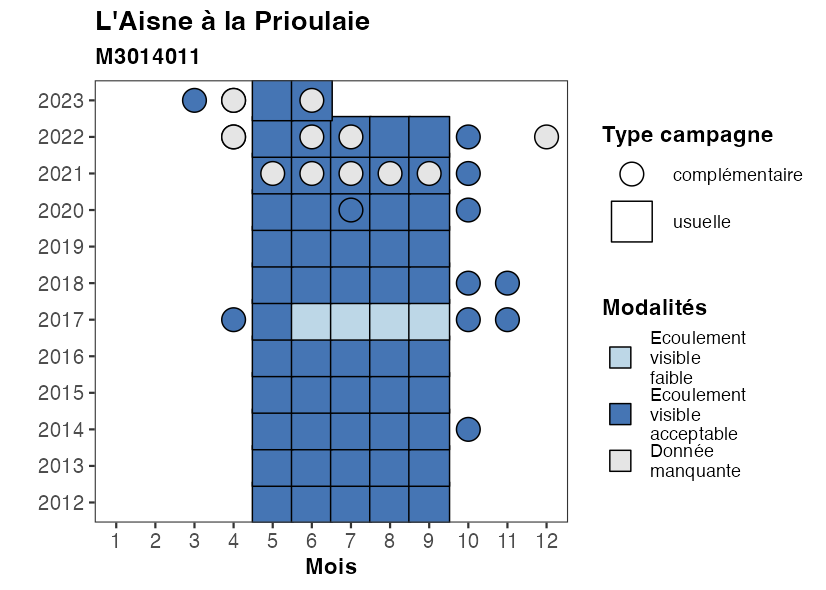 L'Aisne à la Prioulaie
M3014011
2023
2022
2021
2020
2019
2018
2017
2016
2015
2014
2013
2012
1 2 3 4 5 6 7 8 9 10 11 12
Mois
Type campagne
complémentaire
usuelle
Modalités
Ecoulement
visible
faible
Ecoulement
visible
acceptable
Donnée
manquante